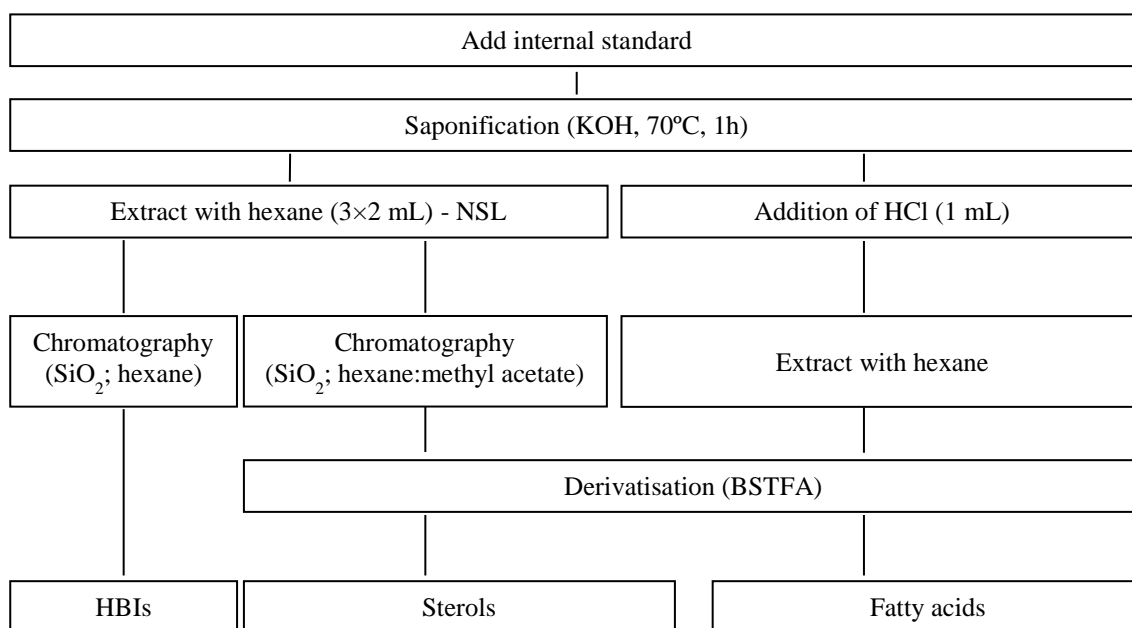 Add internal standard
Saponification (KOH, 70ºC, 1h)
Extract with hexane (3×2 mL) - NSL
Addition of HCl (1 mL)
Chromatography
(SiO2; hexane)
Chromatography
(SiO2; hexane:methyl acetate)
Extract with hexane
Derivatisation (BSTFA)
HBIs
Sterols
Fatty acids